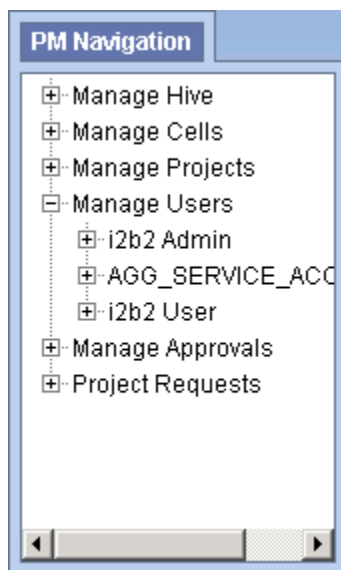 PM Navigation
Manage Hive
Manage Cells
Manage Projects
Manage Users
i2b2 Admin
AGG_SERVICE_ACC
i2b2 User
Manage Approvals
Project Requests